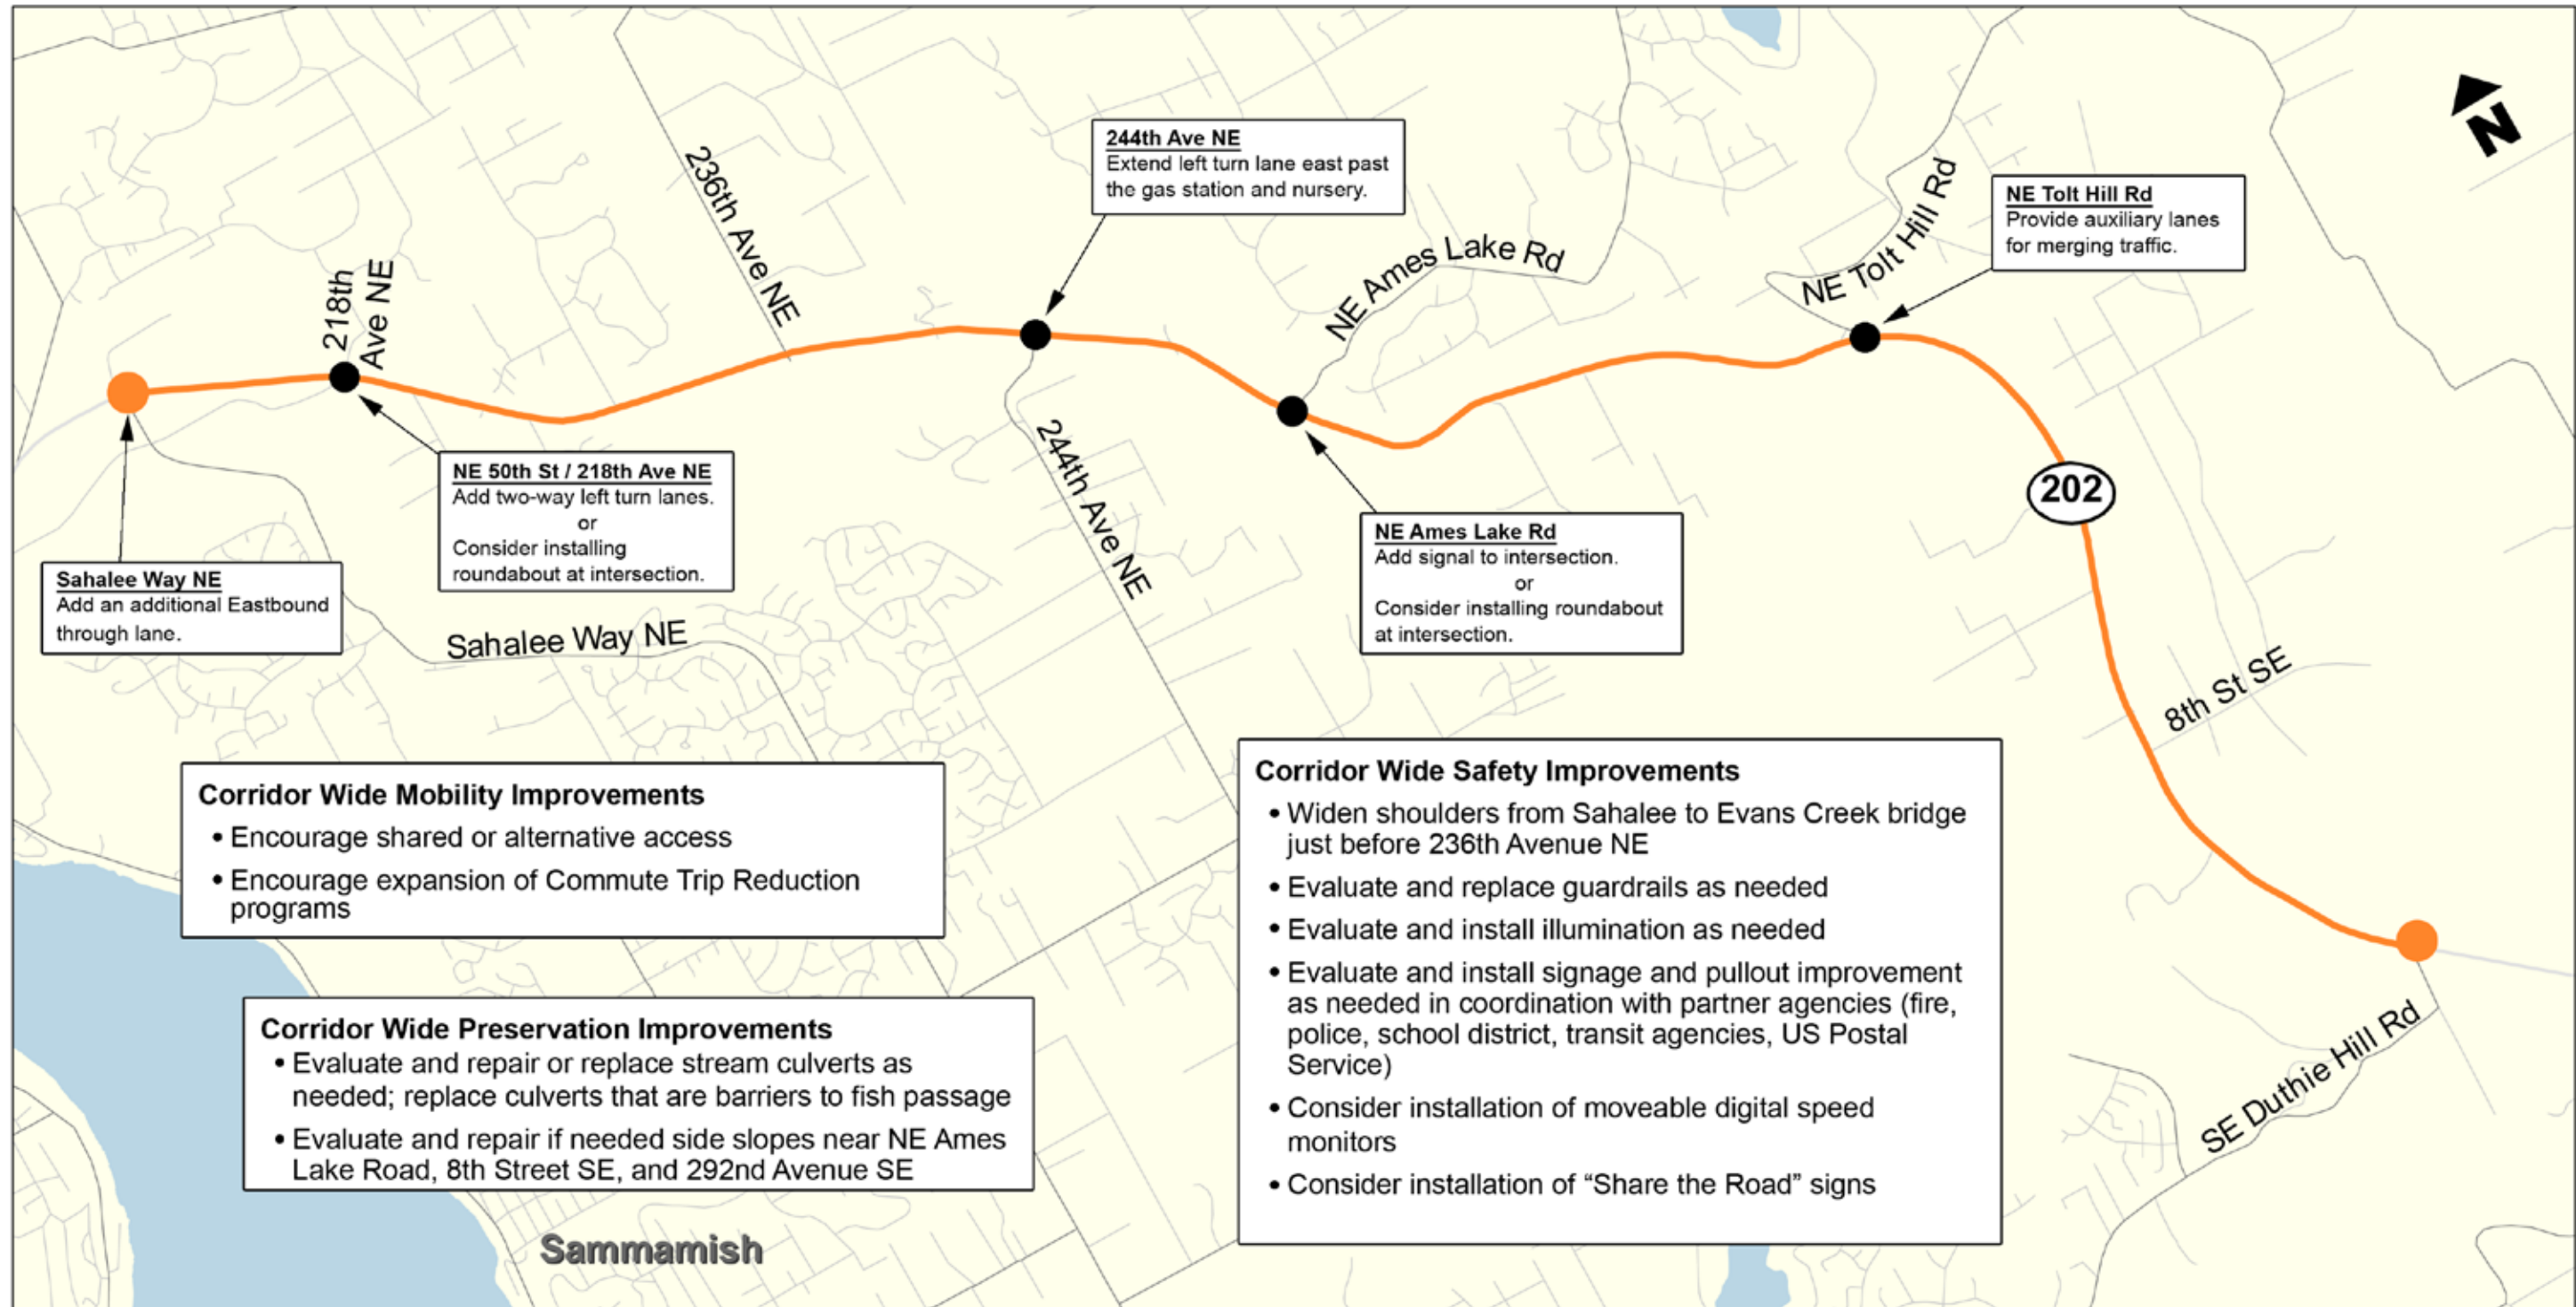 244th Ave NE
Extend left turn lane east past
the gas station and nursery.
N
236th Ave NE
NE Tolt Hill Rd
NE Tolt Hill Rd
Provide auxiliary lanes
for merging traffic.
218th
Ave NE
NE Ames Lake Rd
NE 50th St / 218th Ave NE
Add two-way left turn lanes.
or
Consider installing
roundabout at intersection.
244th Ave NE
202
NE Ames Lake Rd
Add signal to intersection.
or
Consider installing roundabout
at intersection.
Sahalee Way NE
Add an additional Eastbound
through lane.
Sahalee Way NE
8th St SE
Corridor Wide Mobility Improvements
• Encourage shared or alternative access
• Encourage expansion of Commute Trip Reduction
programs
Corridor Wide Safety Improvements
• Widen shoulders from Sahalee to Evans Creek bridge
just before 236th Avenue NE
• Evaluate and replace guardrails as needed
• Evaluate and install illumination as needed
• Evaluate and install signage and pullout improvement
as needed in coordination with partner agencies (fire,
police, school district, transit agencies, US Postal
Service)
• Consider installation of moveable digital speed
monitors
• Consider installation of “Share the Road” signs
Corridor Wide Preservation Improvements
• Evaluate and repair or replace stream culverts as
needed; replace culverts that are barriers to fish passage
• Evaluate and repair if needed side slopes near NE Ames
Lake Road, 8th Street SE, and 292nd Avenue SE
SE Duthie Hill Rd
Sammamish